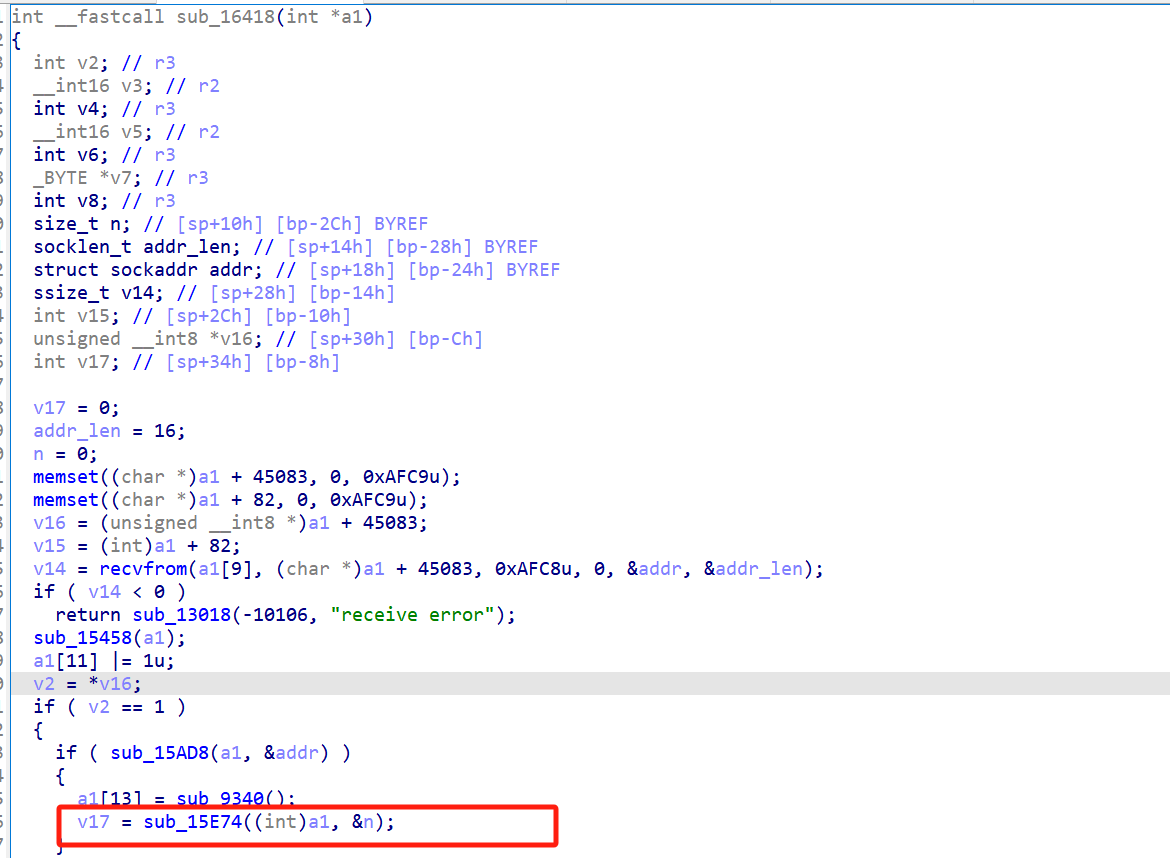 int __fastcall sub_16418(int *a1)
{
int v2; // r3
__int16 v3; // r2
int v4; // r3
__int16 v5; // r2
int v6; // r3
_BYTE *v7; // r3
int v8; // r3
size_t n; // [sp+10h] [bp-2Ch] BYREF
socklen_t addr_len; // [sp+14h] [bp-28h] BYREF
struct sockaddr addr; // [sp+18h] [bp-24h] BYREF
ssize_t v14; // [sp+28h] [bp-14h]
int v15; // [sp+2Ch] [bp-10h]
unsigned __int8 *v16; // [sp+30h] [bp-Ch]
int v17; // [sp+34h] [bp-8h]
v17 = 0;
addr_len = 16;
n = 0;
memset((char *)a1 + 45083, 0, 0xAFC9u);
memset((char *)a1 + 82, 0, 0xAFC9u);
v16 = (unsigned __int8 *)a1 + 45083;
v15 = (int)a1 + 82;
v14 = recvfrom(a1[9], (char *)a1 + 45083, 0xAFC8u, 0, &addr, &addr_len);
if ( v14 < 0 )
return sub_13018(-10106, "receive error");
sub_15458(a1);
a1[11] |= 1u;
v2 = *v16;
if ( v2 == 1 )
{
if ( sub_15AD8(a1, &addr) )
{
a1[13] = sub_9340();
v17 = sub_15E74((int)a1, &n);
}